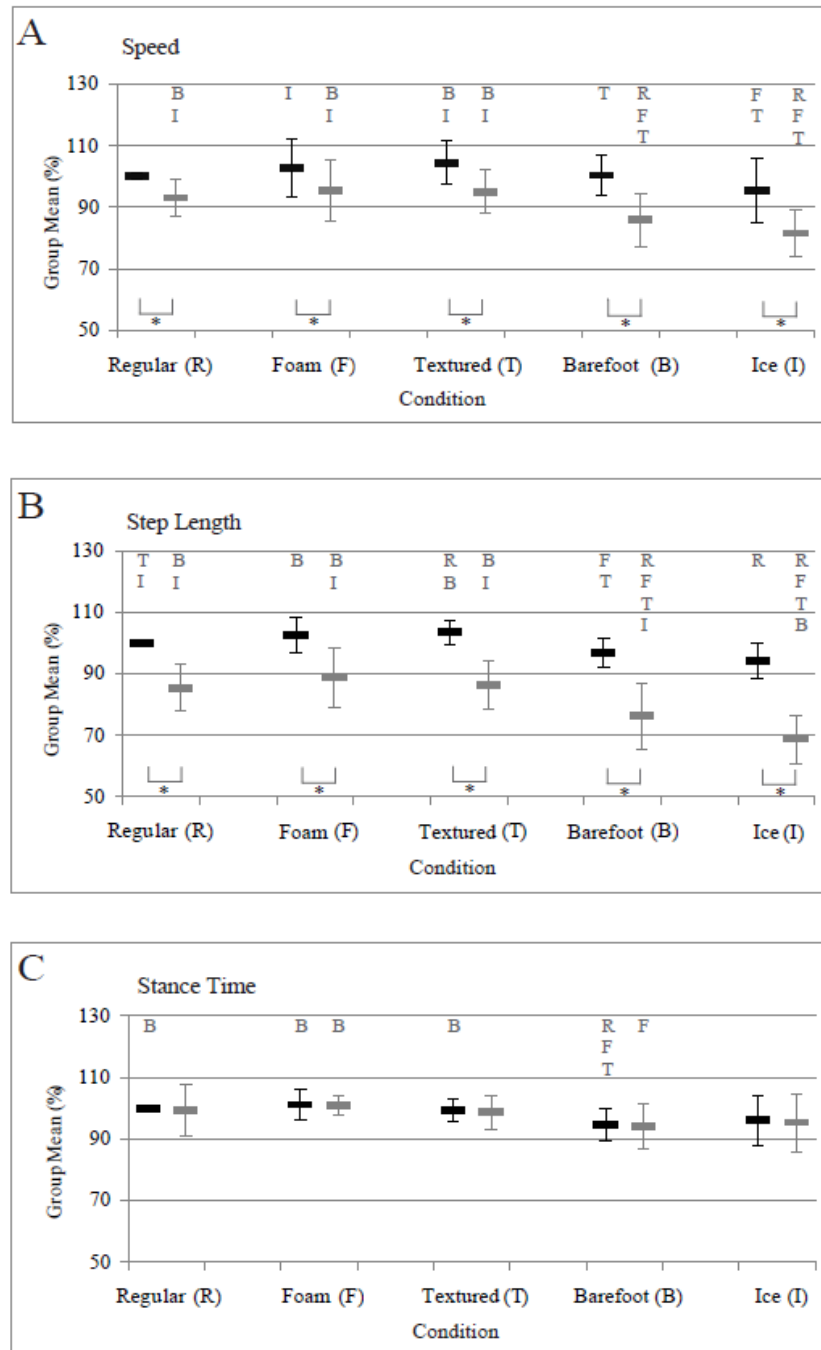 A
Speed
130
110
90
70
50
Group Mean (%)
B I
B I
I
B I
B I
B I
T
R F T
F T
R F T
* * * * *
Regular (R) Foam (F) Textured (T) Barefoot (B) Ice (I)
Condition
B
Step Length
130
110
90
70
50
Group Mean (%)
T I
B I
B
B I
R B
B I
F T
R F T I
R
R F T B
* * * * *
Regular (R) Foam (F) Textured (T) Barefoot (B) Ice (I)
Condition
C
Stance Time
130
110
90
70
50
Group Mean (%)
B
B
B
B
R F T
F
Regular (R) Foam (F) Textured (T) Barefoot (B) Ice (I)
Condition